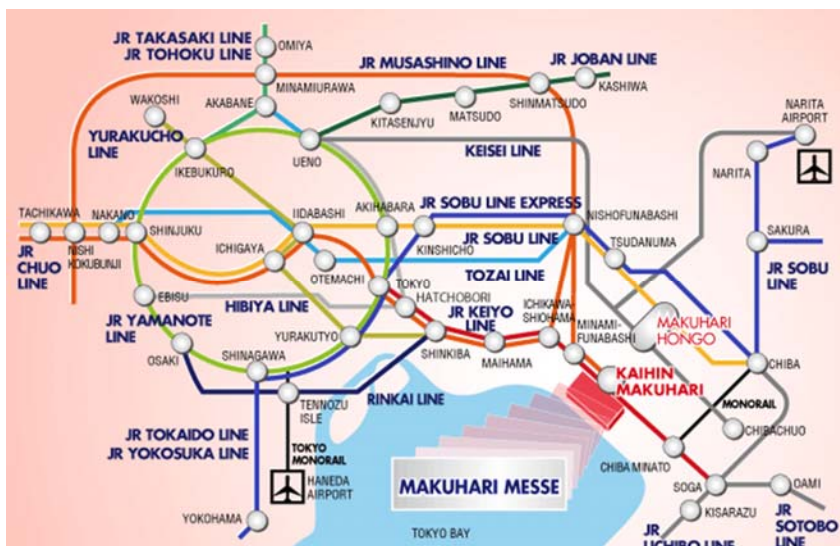 JR TAKASAKI LINE
JR TOHOKU LINE
OMIYA
JR MUSASHINO LINE
JR JOBAN LINE
KASHIWA
MINAMIURAWA
SHINMATSUDO
WAKOSHI
AKABANE
KITASENJYU
MATSUDO
NARITA
AIRPORT
YURAKUCHO
LINE
UENO
KEISEI LINE
IKEBUKURO
NARITA
AKIHABARA
JR SOBU LINE EXPRESS
TACHIKAWA
NAKANO
SHINJUKU
IIDABASHI
NISHOFUNABASHI
NISHI
KOKUBUNJI
KINSHICHO
JR SOBU LINE
TSUDANUMA
SAKURA
JR
CHUO
LINE
ICHIGAYA
OTEMACHI
TOZAI LINE
JR SOBU
LINE
TOKYO
HATCHOBORI
EBISU
HIBIYA LINE
JR KEIYO
LINE
ICHIKAWA-
SHIOHAMA
JR YAMANOTE
LINE
MINAMI-
FUNABASHI
MAKUHARI
HONGO
YURAKUTYO
OSAKI
SHINAGAWA
SHINKIBA
MAIHAMA
CHIBA
KAIHIN
MAKUHARI
RINKAI LINE
TENNOZU
ISLE
MONORAIL
JR TOKAIDO LINE
JR YOKOSUKA LINE
TOKYO
MONORAIL
CHIBACHUO
CHIBA MINATO
HANEDA
AIRPORT
MAKUHARI MESSE
SOGA
OAMI
KISARAZU
YOKOHAMA
TOKYO BAY
JR
UCHIBO LINE
JR
SOTOBO
LINE